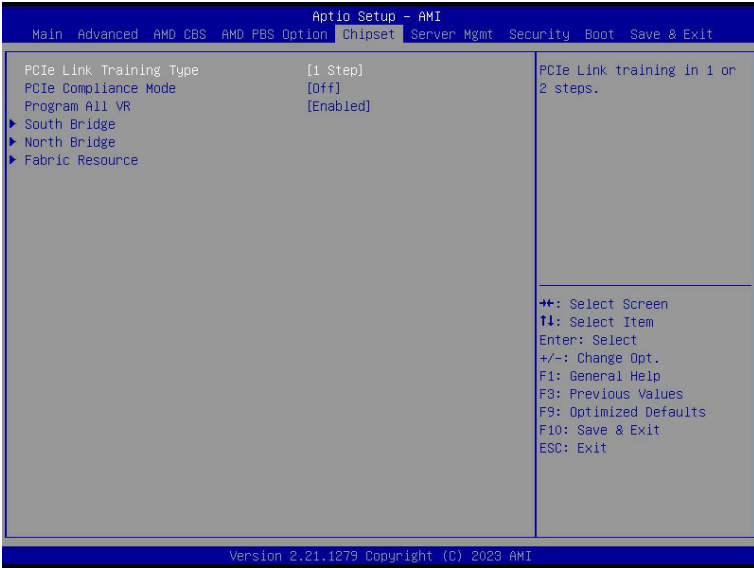 Aptio Setup – AMI
Main Advanced AMD CBS AMD PBS Option Chipset Server Mgmt Security Boot Save & Exit
PCIe Link Training Type [1 Step]
PCIe Compliance Mode [Off]
Program All VR [Enabled]
South Bridge
North Bridge
Fabric Resource
PCIe Link training in 1 or
2 steps.
→←: Select Screen
↑↓: Select Item
Enter: Select
+/-: Change Opt.
F1: General Help
F3: Previous Values
F9: Optimized Defaults
F10: Save & Exit
ESC: Exit
Version 2.21.1279 Copyright (C) 2023 AMI